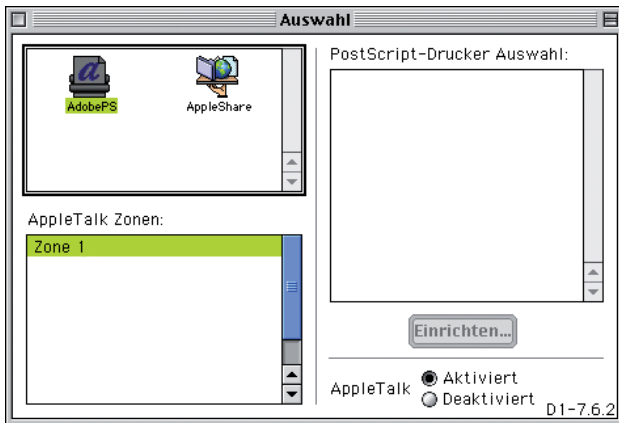 Auswahl
AdobePS
AppleShare
AppleTalk Zonen:
Zone 1
PostScript-Drucker Auswahl:
Einrichten...
AppleTalk
Aktiviert
Deaktiviert
D1-7.6.2